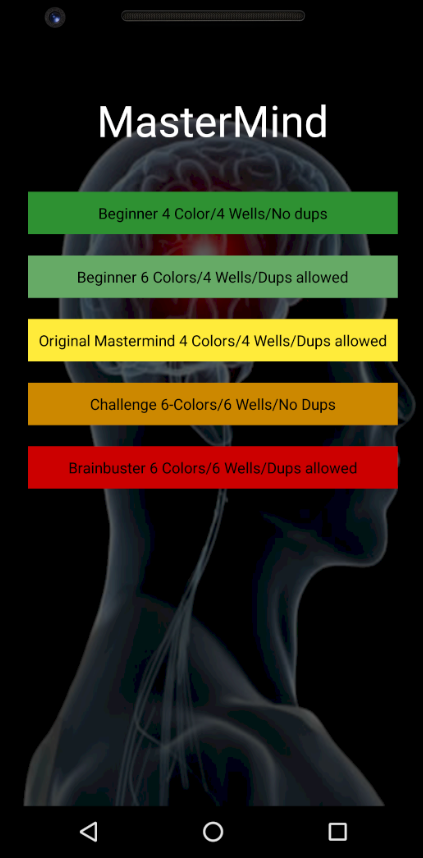 MasterMind
Beginner 4 Color/4 Wells/No dups
Beginner 6 Colors/4 Wells/Dups allowed
Original Mastermind 4 Colors/4 Wells/Dups allowed
Challenge 6-Colors/6 Wells/No Dups
Brainbuster 6 Colors/6 Wells/Dups allowed